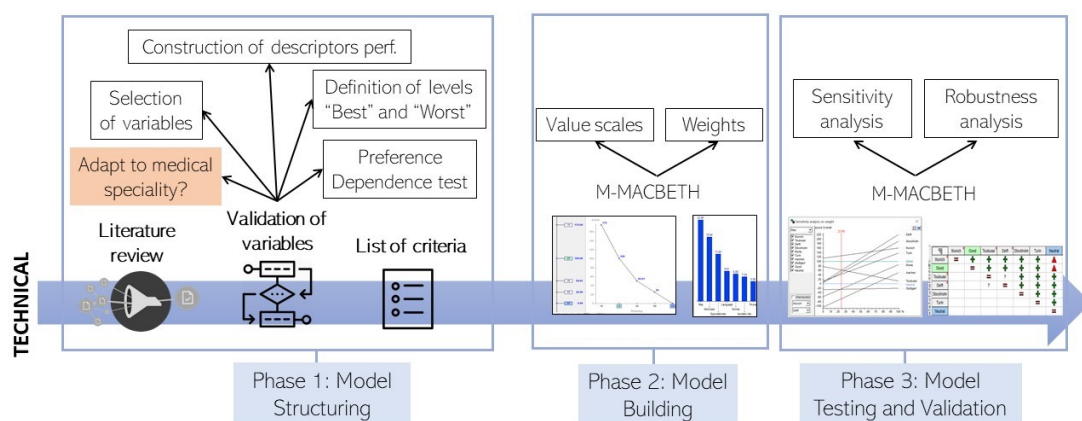 Construction of descriptors perf.
Selection
of variables
Definition of levels
“Best” and “Worst”
Adapt to medical
speciality?
Preference
Dependence test
Literature
review
Validation of
variables
List of criteria
Value scales
Weights
M-MACBETH
Sensitivity
analysis
Robustness
analysis
M-MACBETH
TECHNICAL
Phase 1: Model
Structuring
Phase 2: Model
Building
Phase 3: Model
Testing and Validation